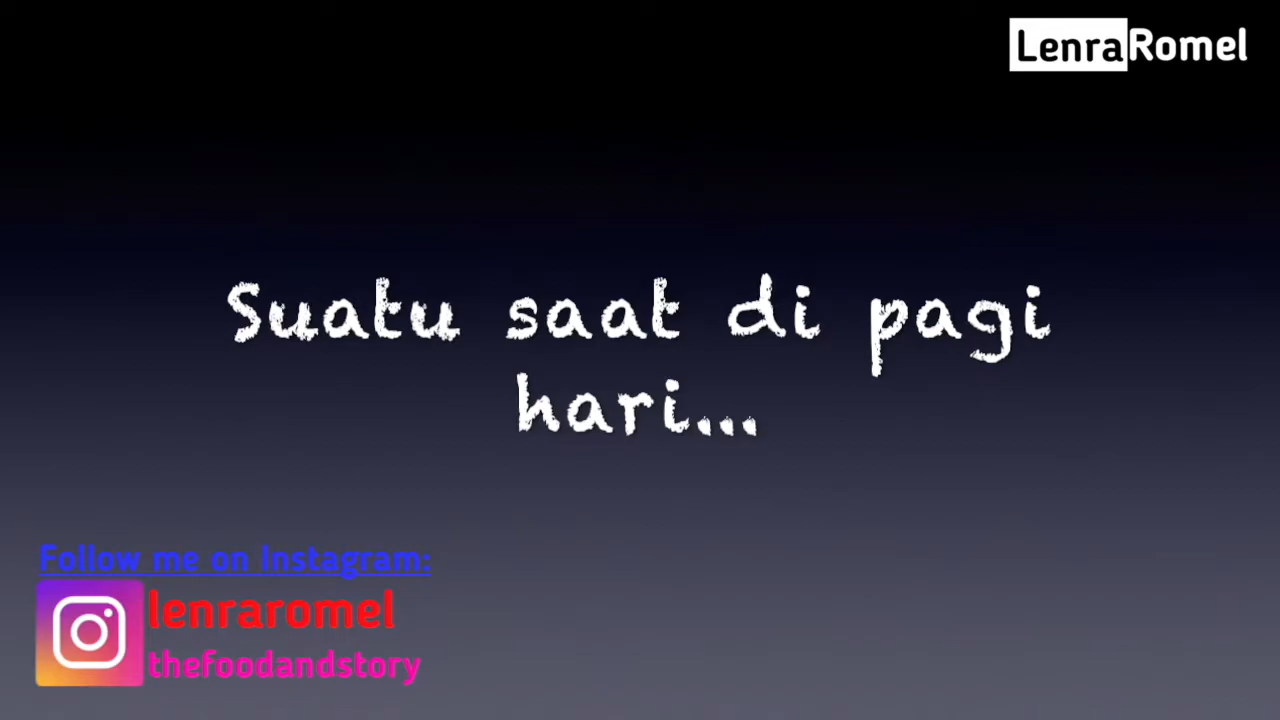 LenraRomel
Suatu saat di pagi
hari...
Follow me on Instagram:
lenraromel
thefoodandstory